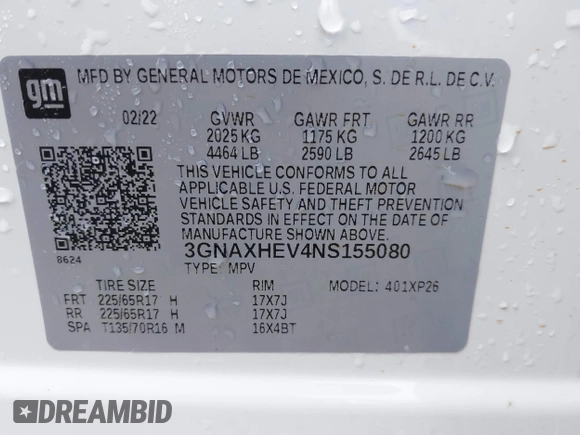 gm
MFD BY GENERAL MOTORS DE MEXICO, S. DE R.L. DE C.V.
02/22 GVWR GAWR FRT GAWR RR
2025 KG 1175 KG 1200 KG
4464 LB 2590 LB 2645 LB
THIS VEHICLE CONFORMS TO ALL
APPLICABLE U.S. FEDERAL MOTOR
VEHICLE SAFETY AND THEFT PREVENTION
STANDARDS IN EFFECT ON THE DATE OF
MANUFACTURE SHOWN ABOVE.
8624 3GNAXHEV4NS155080
TYPE: MPV
TIRE SIZE RIM MODEL: 401XP26
FRT 225/65R17 H 17X7J
RR 225/65R17 H 17X7J
SPA T135/70R16 M 16X4BT
DREAMBID